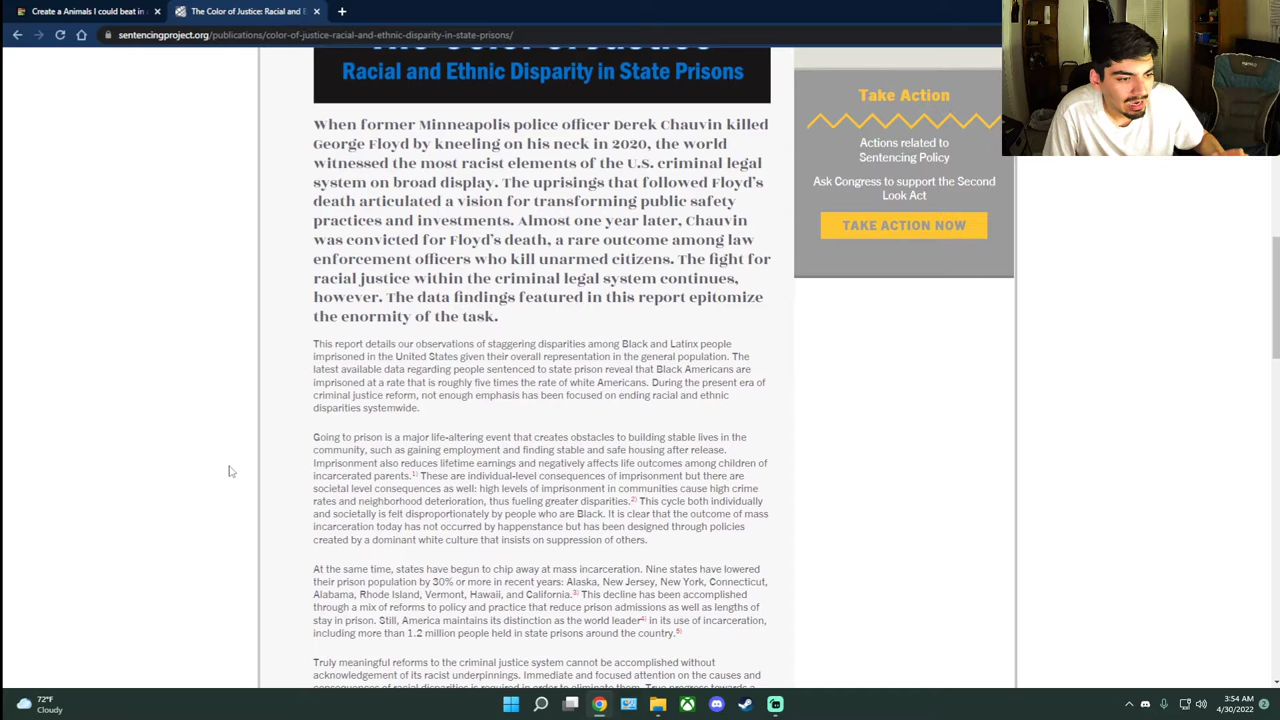 Create a Animals I could beat in
The Color of Justice: Racial and E
sentencingproject.org/publications/color-of-justice-racial-and-ethnic-disparity-in-state-prisons/
The Color of Justice
Racial and Ethnic Disparity in State Prisons
When former Minneapolis police officer Derek Chauvin killed
George Floyd by kneeling on his neck in 2020, the world
witnessed the most racist elements of the U.S. criminal legal
system on broad display. The uprisings that followed Floyd's
death articulated a vision for transforming public safety
practices and investments. Almost one year later, Chauvin
was convicted for Floyd's death, a rare outcome among law
enforcement officers who kill unarmed citizens. The fight for
racial justice within the criminal legal system continues,
however. The data findings featured in this report epitomize
the enormity of the task.
This report details our observations of staggering disparities among Black and Latinx people
imprisoned in the United States given their overall representation in the general population. The
latest available data regarding people sentenced to state prison reveal that Black Americans are
imprisoned at a rate that is roughly five times the rate of white Americans. During the present era of
criminal justice reform, not enough emphasis has been focused on ending racial and ethnic
disparities systemwide.
Going to prison is a major life-altering event that creates obstacles to building stable lives in the
community, such as gaining employment and finding stable and safe housing after release.
Imprisonment also reduces lifetime earnings and negatively affects life outcomes among children of
incarcerated parents.1) These are individual-level consequences of imprisonment but there are
societal level consequences as well: high levels of imprisonment in communities cause high crime
rates and neighborhood deterioration, thus fueling greater disparities.2) This cycle both individually
and societally is felt disproportionately by people who are Black. It is clear that the outcome of mass
incarceration today has not occurred by happenstance but has been designed through policies
created by a dominant white culture that insists on suppression of others.
At the same time, states have begun to chip away at mass incarceration. Nine states have lowered
their prison population by 30% or more in recent years: Alaska, New Jersey, New York, Connecticut,
Alabama, Rhode Island, Vermont, Hawaii, and California.3) This decline has been accomplished
through a mix of reforms to policy and practice that reduce prison admissions as well as lengths of
stay in prison. Still, America maintains its distinction as the world leader4) in its use of incarceration,
including more than 1.2 million people held in state prisons around the country.5)
Truly meaningful reforms to the criminal justice system cannot be accomplished without
acknowledgement of its racist underpinnings. Immediate and focused attention on the causes and
consequences of racial disparities is required in order to eliminate them. True progress towards a
Take Action
Actions related to
Sentencing Policy
Ask Congress to support the Second
Look Act
TAKE ACTION NOW
72°F
Cloudy
3:54 AM
4/30/2022